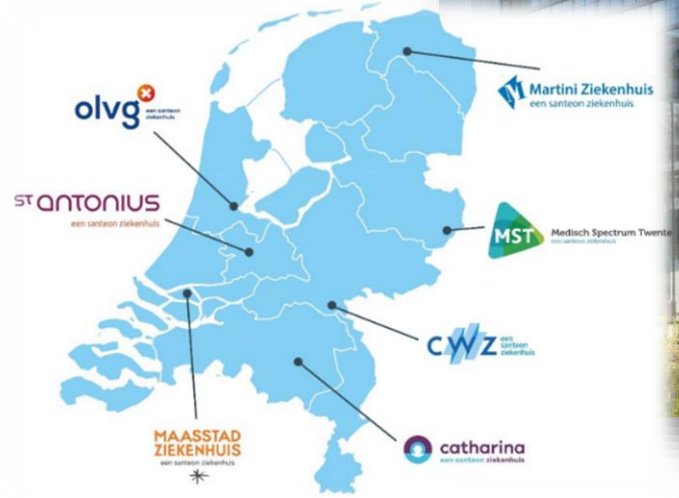 Martini Ziekenhuis
een santeon ziekenhuis
olvg
een santeon
ziekenhuis
ST ANTONIUS
een santeon ziekenhuis
MST
Medisch Spectrum Twente
een santeon ziekenhuis
CWZ
een
santeon
ziekenhuis
MAASSTAD
ZIEKENHUIS
een santeon ziekenhuis
catharina
een santeon ziekenhuis